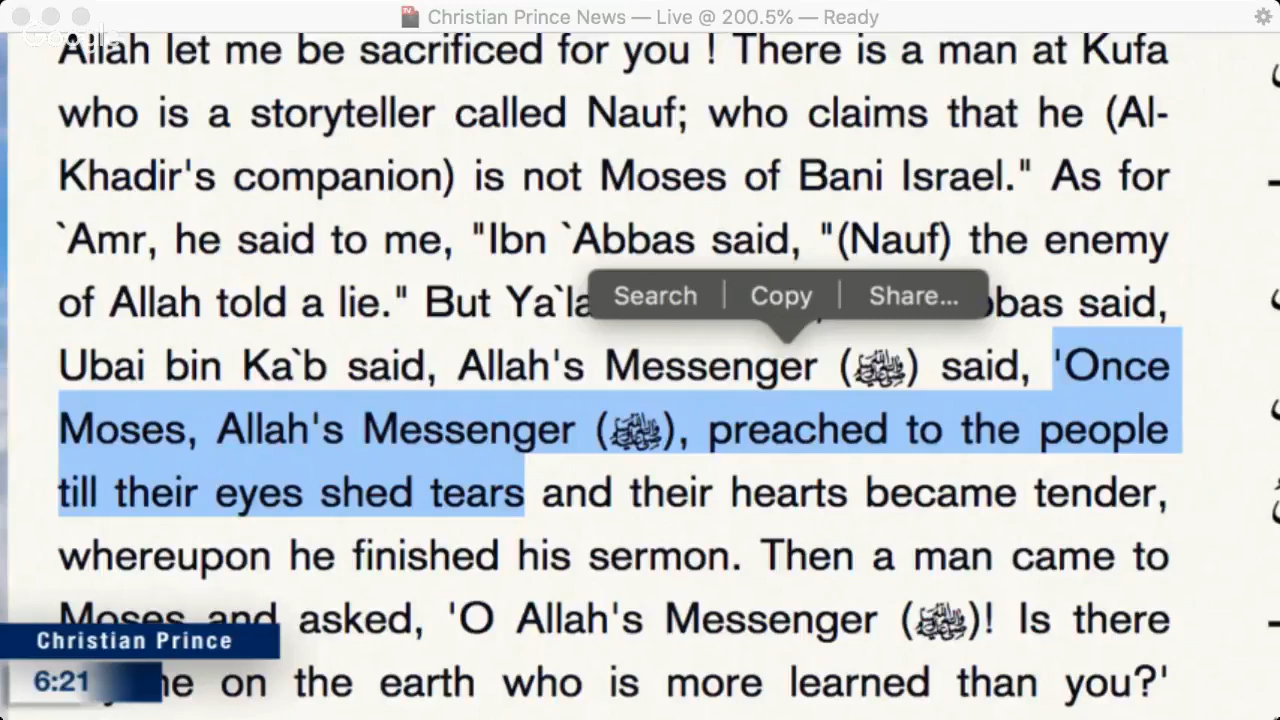 Christian Prince News — Live @ 200.5% — Ready
Google
Allah let me be sacrificed for you ! There is a man at Kufa
who is a storyteller called Nauf; who claims that he (Al-
Khadir's companion) is not Moses of Bani Israel." As for
`Amr, he said to me, "Ibn `Abbas said, "(Nauf) the enemy
Search Copy Share...
of Allah told a lie." But Ya`la said,
Ubai bin Ka`b said, Allah's Messenger (ﷺ) said, 'Once
Moses, Allah's Messenger (ﷺ), preached to the people
till their eyes shed tears and their hearts became tender,
whereupon he finished his sermon. Then a man came to
Moses and asked, 'O Allah's Messenger (ﷺ)! Is there
Christian Prince
on the earth who is more learned than you?'
6:21